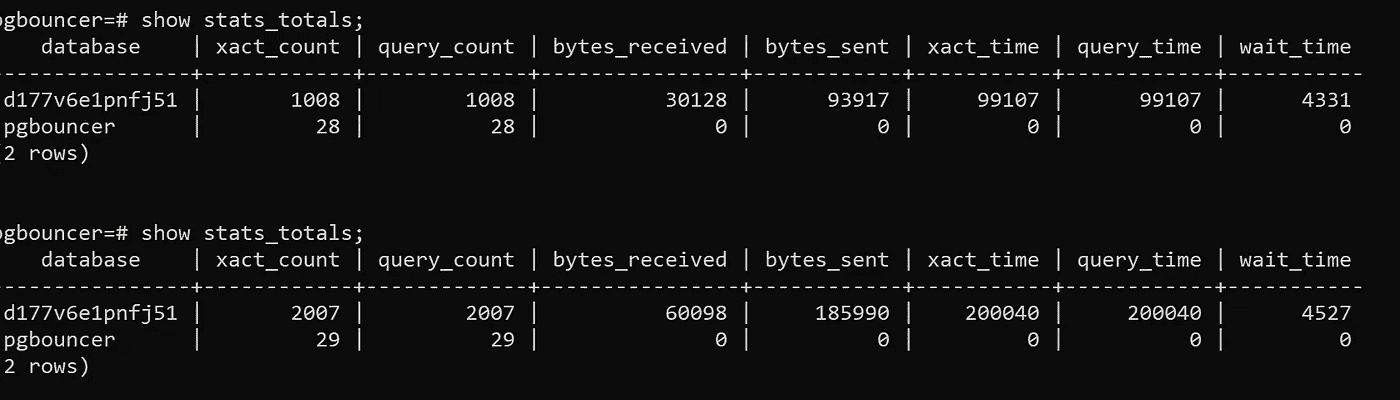 pgbouncer=# show stats_totals;
    database     | xact_count | query_count | bytes_received | bytes_sent | xact_time | query_time | wait_time
-----------------+------------+-------------+----------------+------------+-----------+------------+-----------
d177v6e1pnfj51 |       1008 |        1008 |          30128 |      93917 |     99107 |      99107 |      4331
pgbouncer      |         28 |          28 |              0 |          0 |         0 |          0 |         0
(2 rows)
pgbouncer=# show stats_totals;
    database     | xact_count | query_count | bytes_received | bytes_sent | xact_time | query_time | wait_time
-----------------+------------+-------------+----------------+------------+-----------+------------+-----------
d177v6e1pnfj51 |       2007 |        2007 |          60098 |     185990 |    200040 |     200040 |      4527
pgbouncer      |         29 |          29 |              0 |          0 |         0 |          0 |         0
(2 rows)